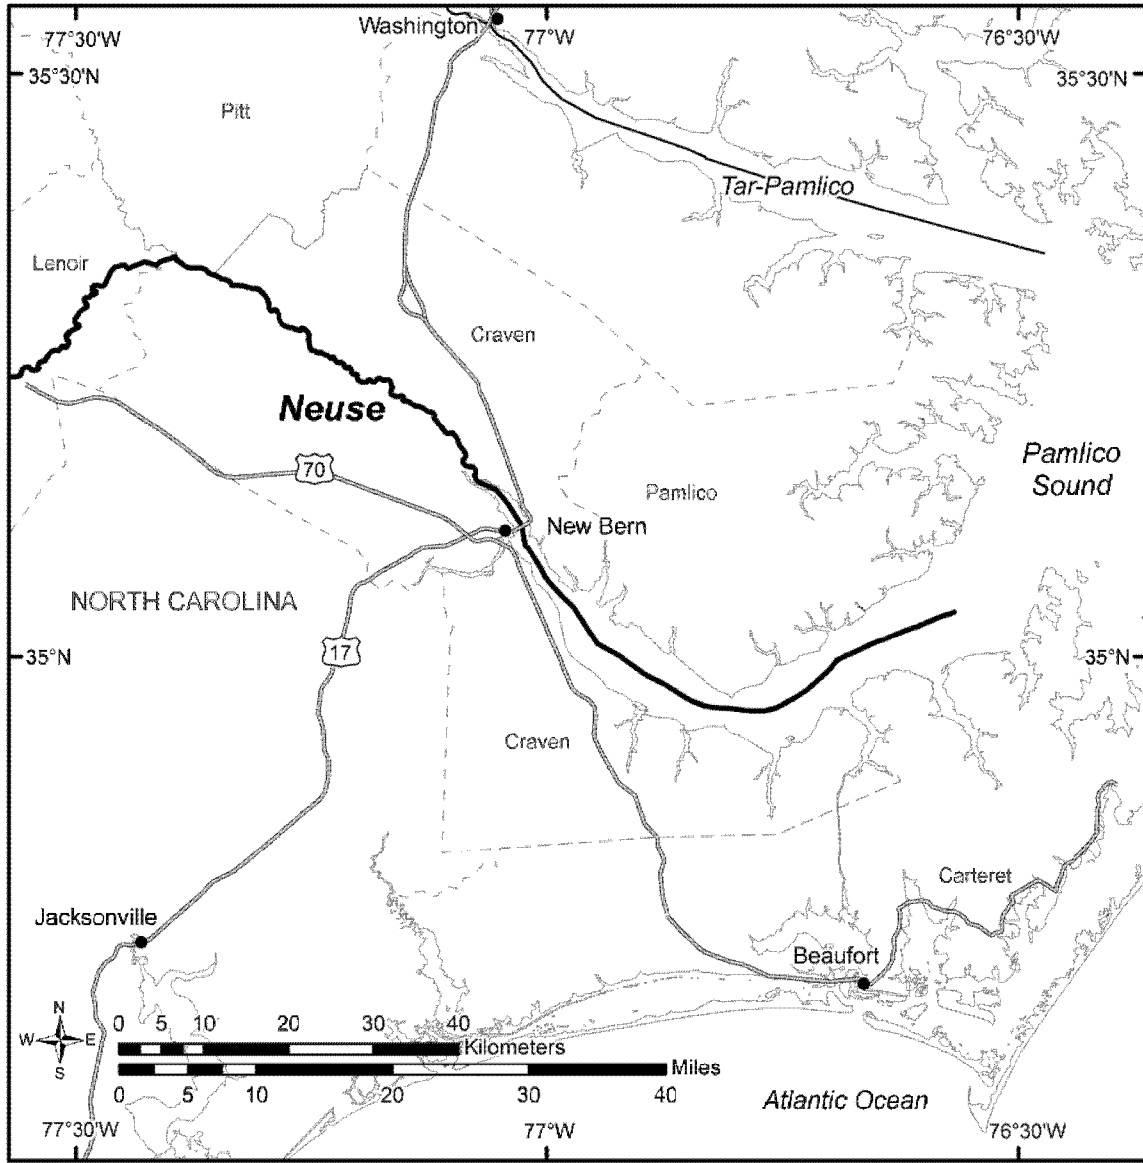 Washington
77°30'W
77°W
76°30'W
35°30'N
35°30'N
Pitt
Tar-Pamlico
Lenoir
Craven
Neuse
Pamlico
Sound
70
Pamlico
New Bern
NORTH CAROLINA
17
35°N
35°N
Craven
Carteret
Jacksonville
Beaufort
N
W E
S
0 5 10 20 30 40
Kilometers
Miles
0 5 10 20 30 40
Atlantic Ocean
77°30'W
77°W
76°30'W